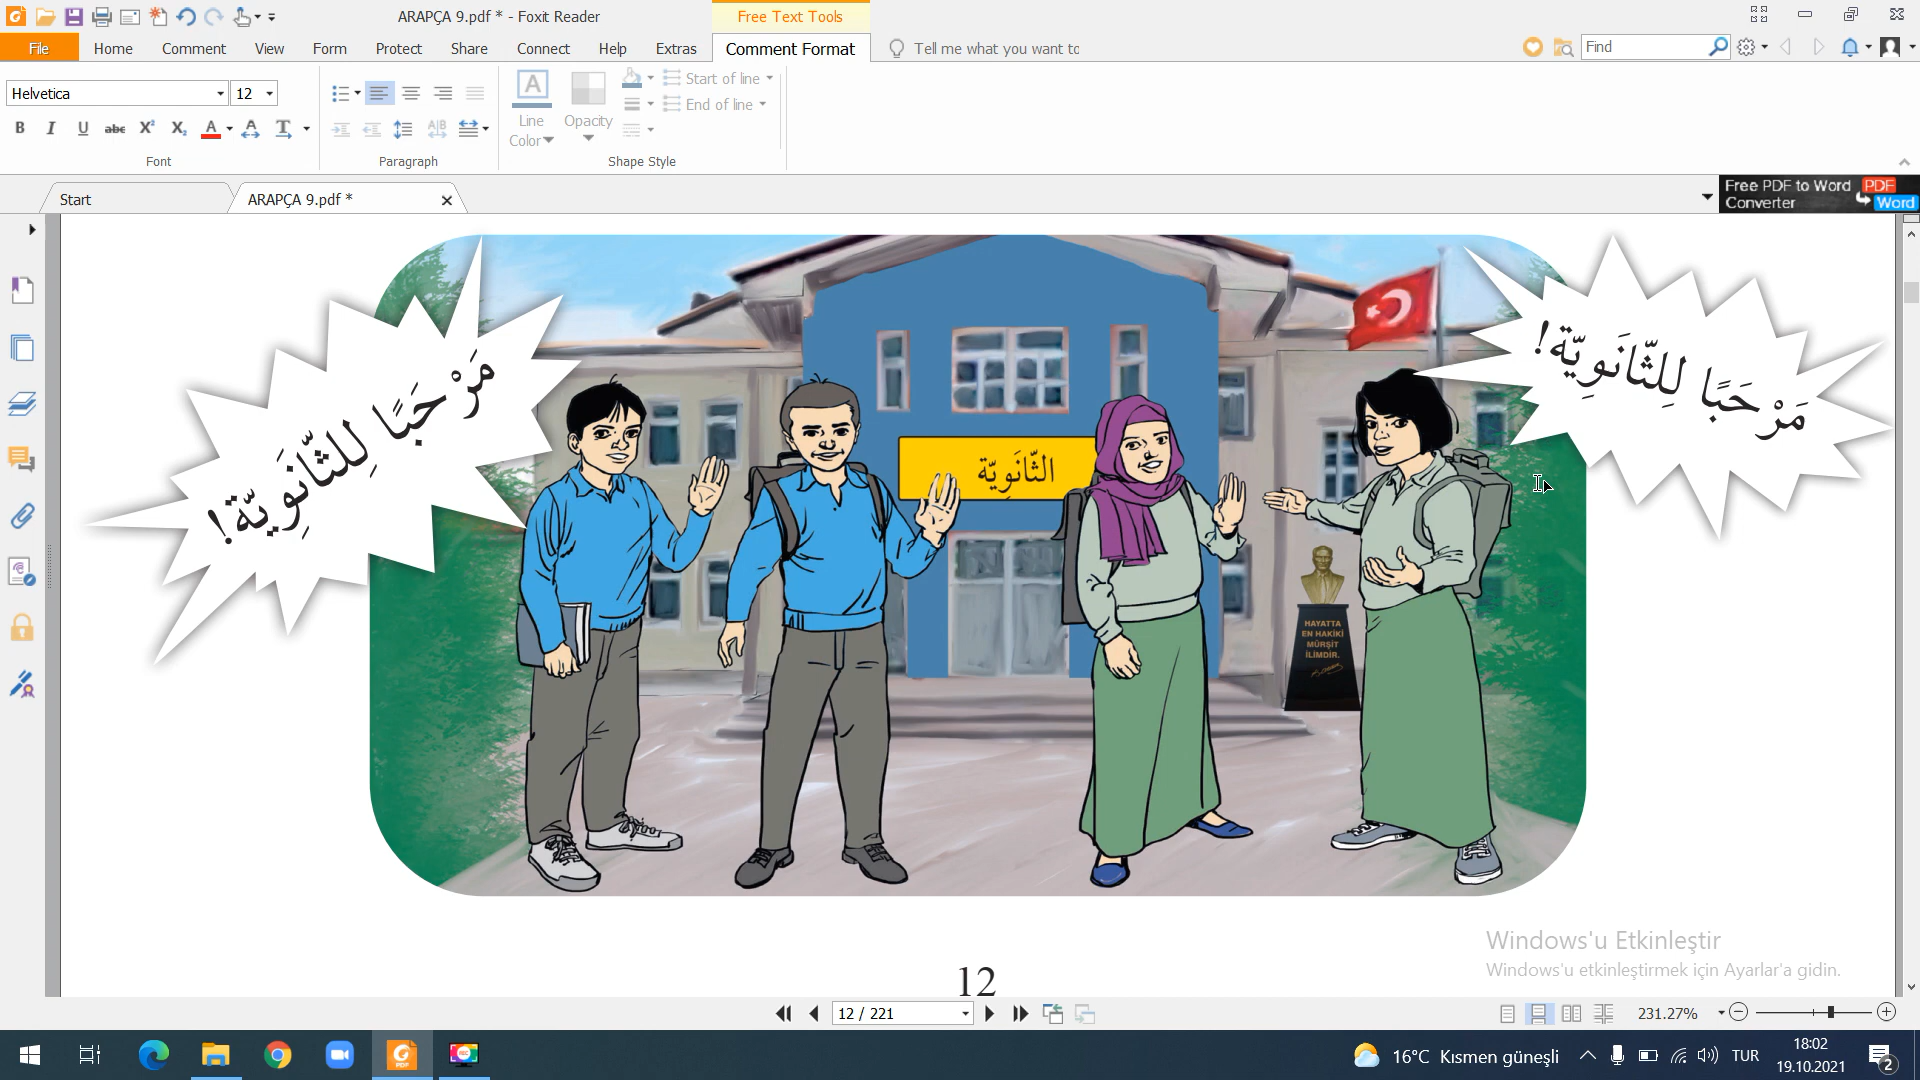 ARAPÇA 9.pdf * - Foxit Reader
Free Text Tools
File
Home
Comment
View
Form
Protect
Share
Connect
Help
Extras
Comment Format
Tell me what you want to
Find
Helvetica
12
Start of line
End of line
B I U abc X² X₂ A A T
Line Color
Opacity
Font
Paragraph
Shape Style
Start
ARAPÇA 9.pdf *
Free PDF to Word Converter
PDF Word
مَرْحَبًا لِلثّانَوِيّة!
مَرْحَبًا لِلثّانَوِيّة!
الثّانَوِيّة
HAYATTA
EN HAKİKİ
MÜRŞİT
İLİMDİR.
12
Windows'u Etkinleştir
Windows'u etkinleştirmek için Ayarlar'a gidin.
12 / 221
231.27%
16°C Kısmen güneşli
TUR
18:02
19.10.2021
2